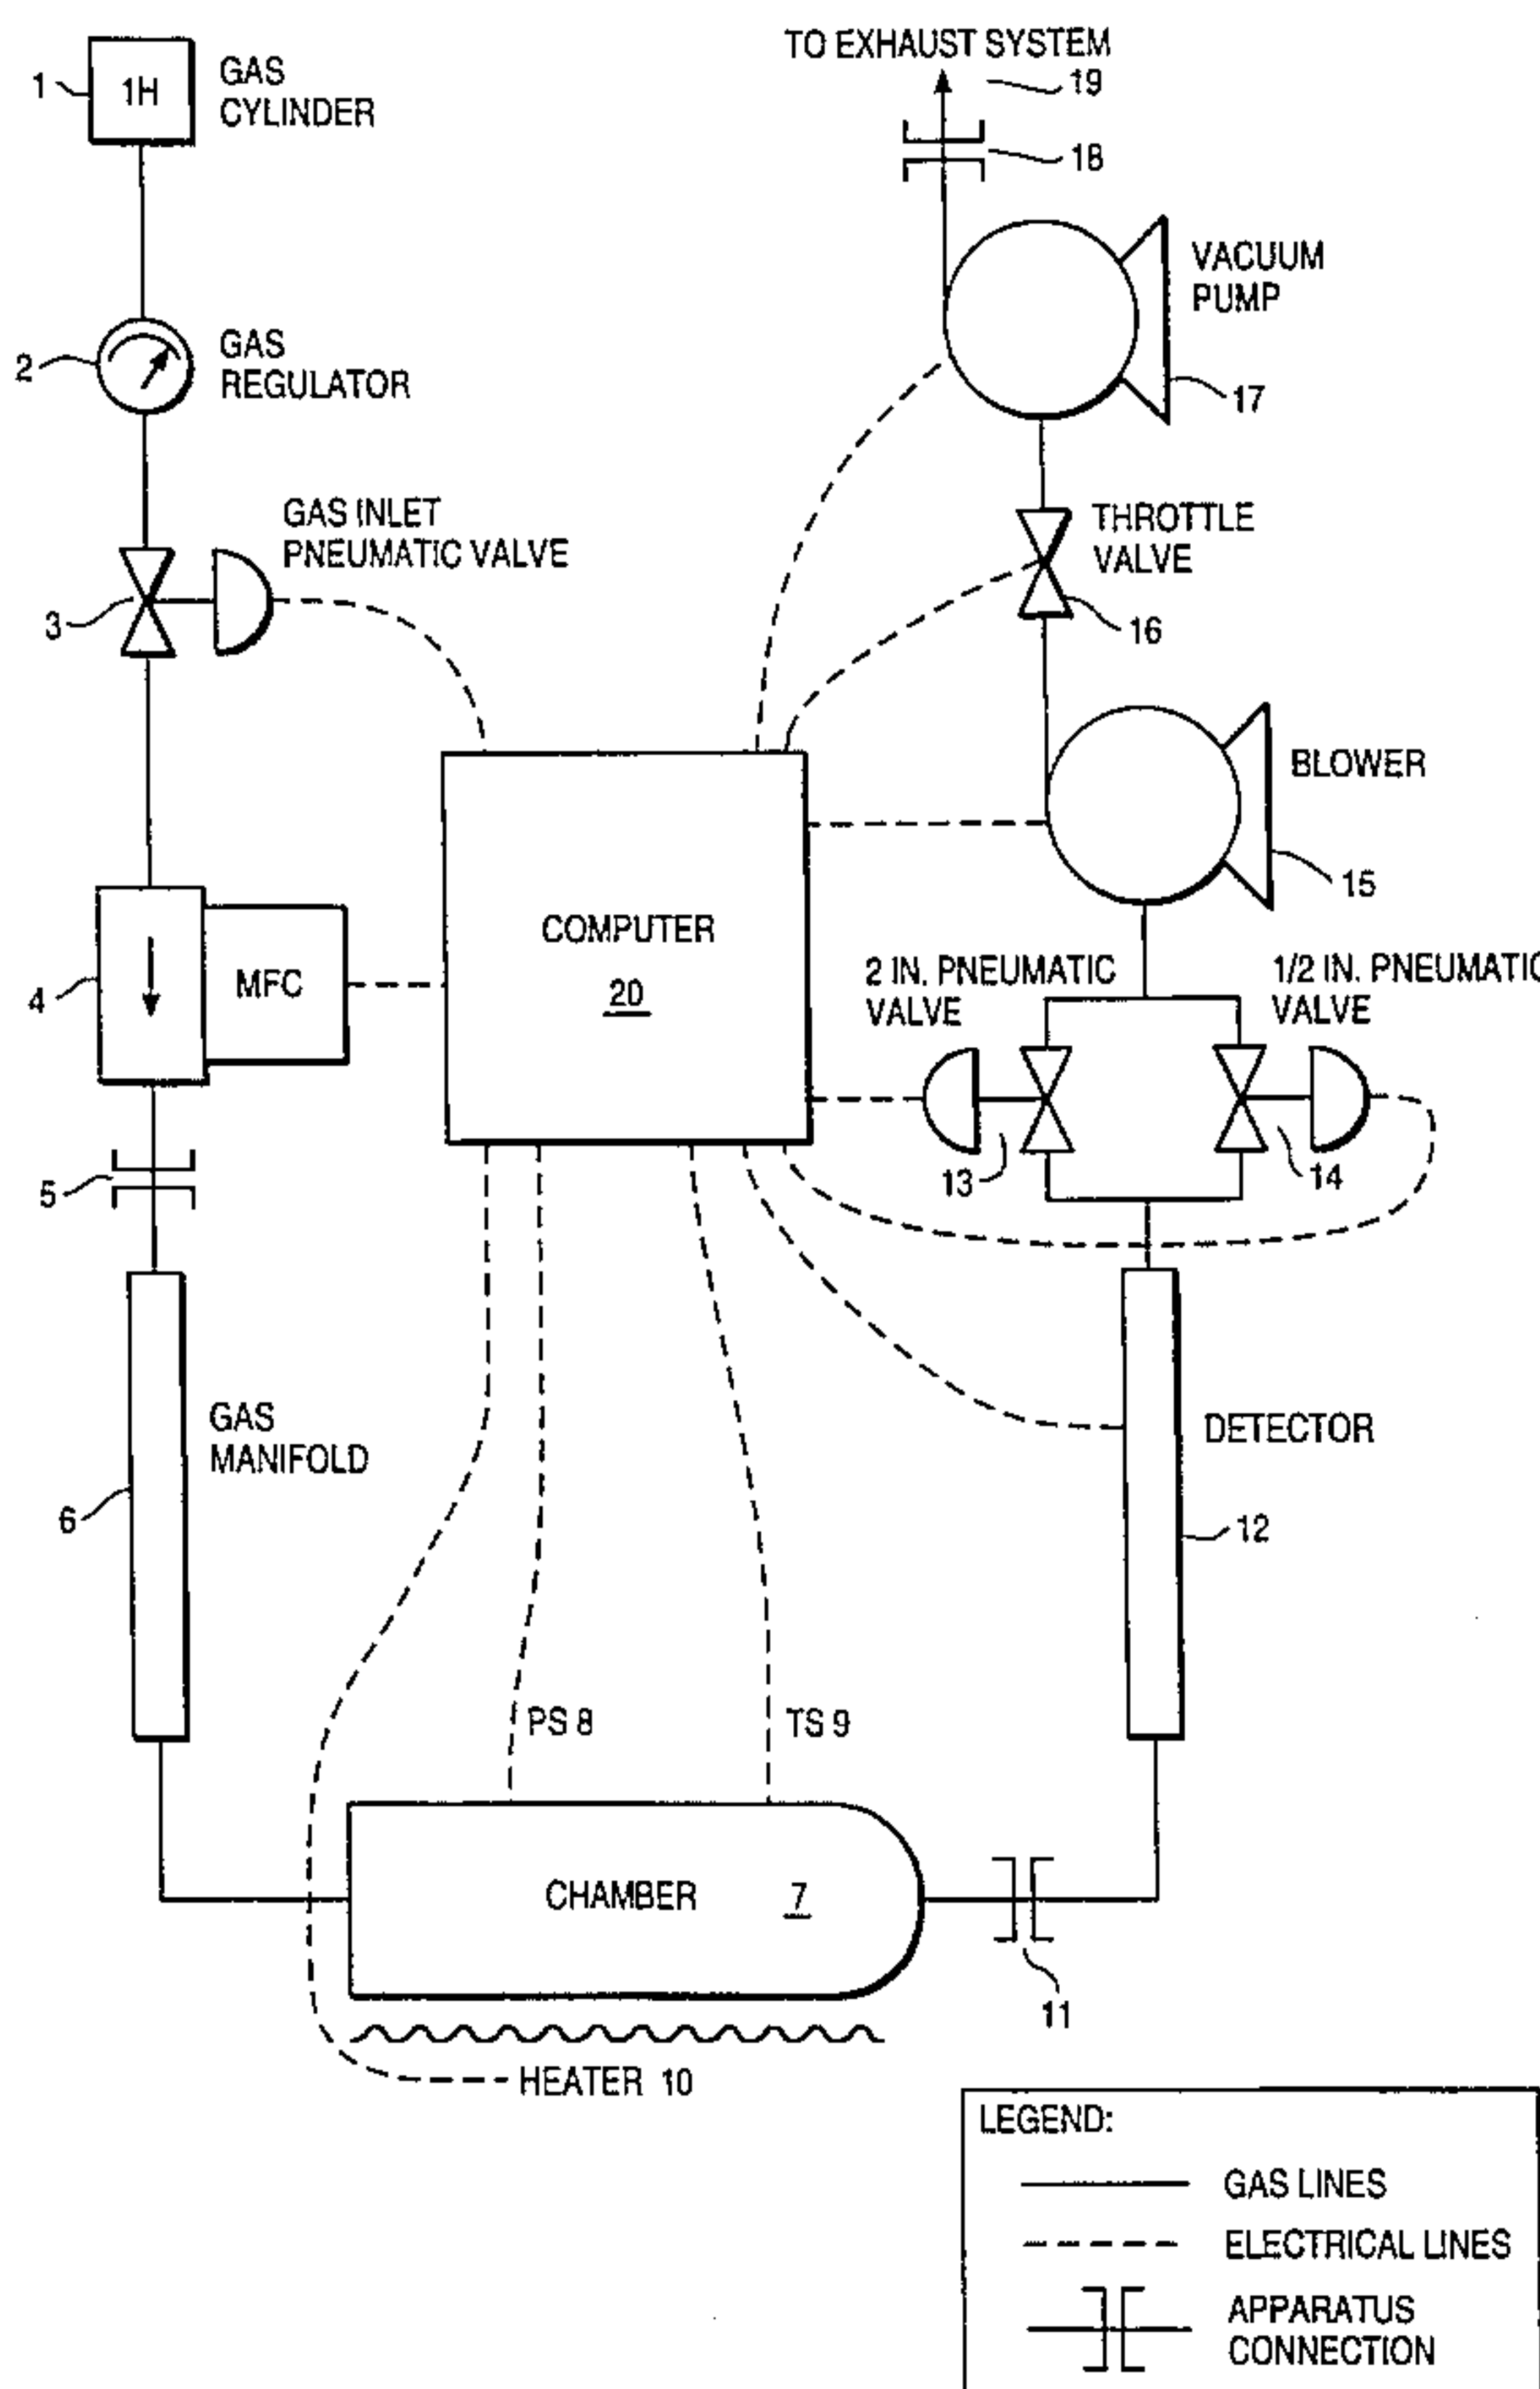 TO EXHAUST SYSTEM
19
18
1
1H
GAS
CYLINDER
VACUUM
PUMP
17
2
GAS
REGULATOR
GAS INLET
PNEUMATIC VALVE
3
THROTTLE
VALVE
16
BLOWER
15
4
MFC
COMPUTER
20
2 IN. PNEUMATIC
VALVE
1/2 IN. PNEUMATIC
VALVE
13
14
5
GAS
MANIFOLD
6
DETECTOR
12
PS 8
TS 9
CHAMBER
7
11
HEATER 10
LEGEND:
GAS LINES
ELECTRICAL LINES
APPARATUS
CONNECTION